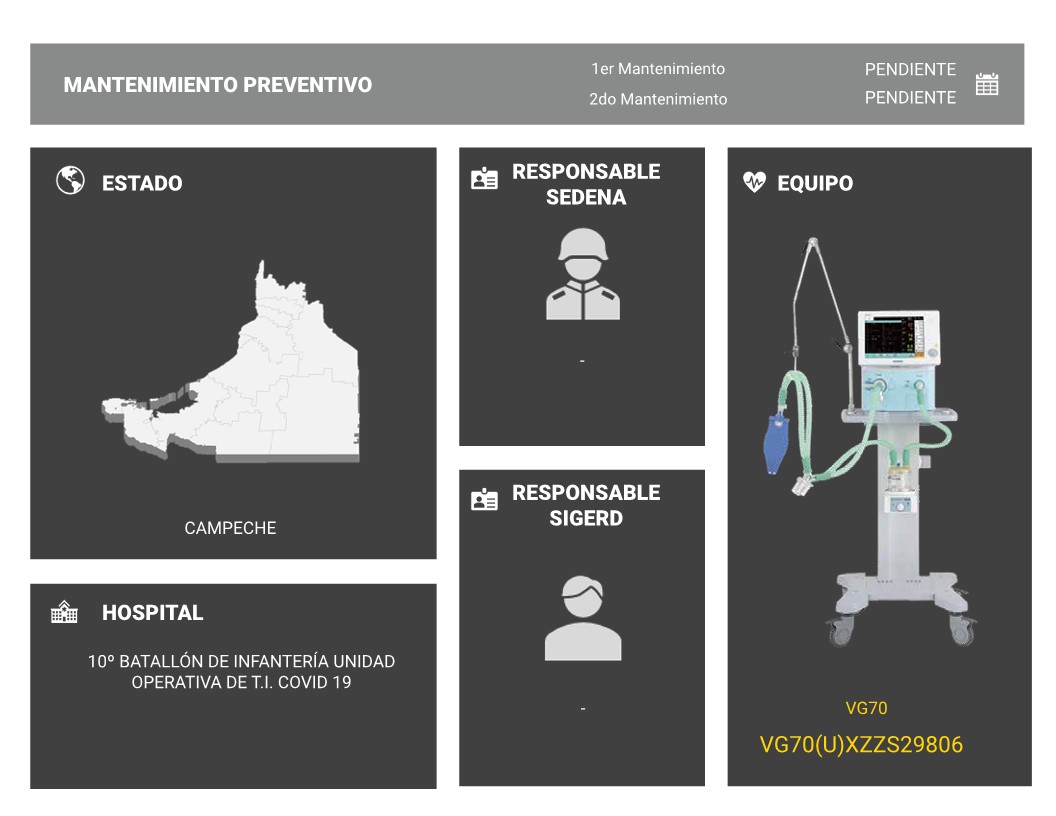 MANTENIMIENTO PREVENTIVO
1er Mantenimiento
PENDIENTE
2do Mantenimiento
PENDIENTE
ESTADO
CAMPECHE
HOSPITAL
10º BATALLÓN DE INFANTERÍA UNIDAD
OPERATIVA DE T.I. COVID 19
RESPONSABLE
SEDENA
-
RESPONSABLE
SIGERD
-
EQUIPO
VG70
VG70(U)XZZS29806